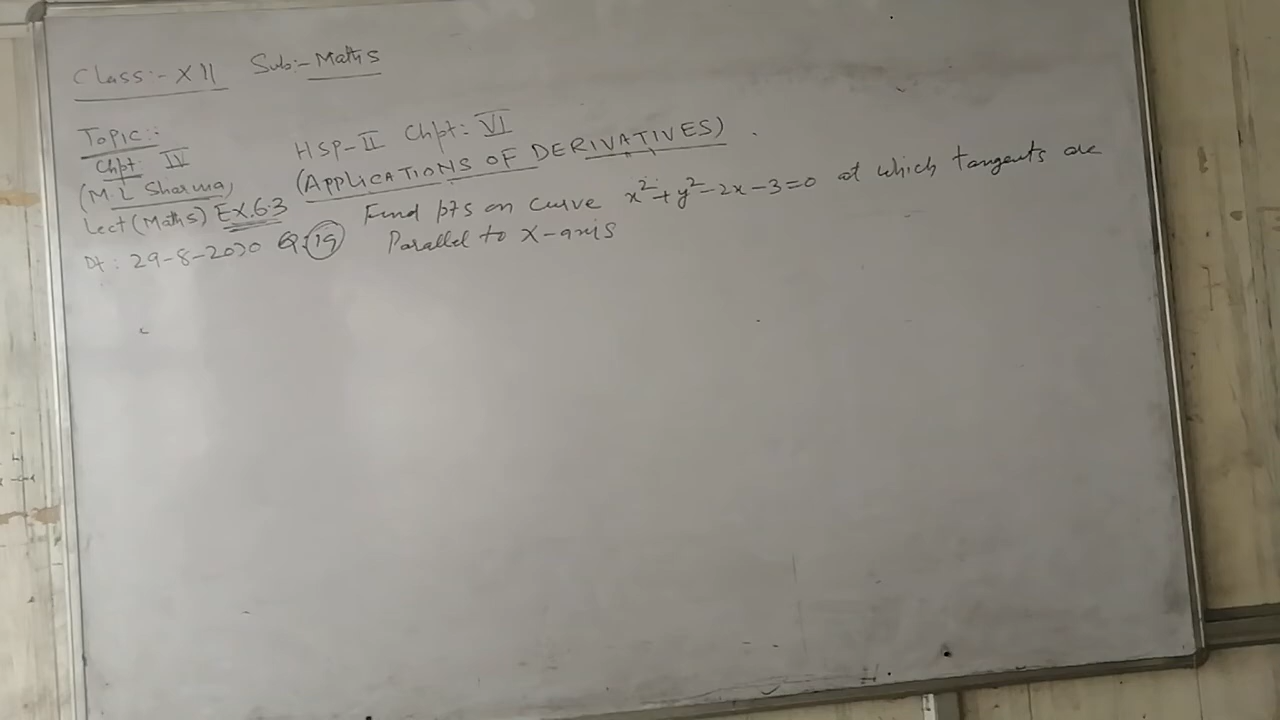 Class:- XII Sub:- Maths
Topic:- HSP-II Chpt: VI
Chpt IV (APPLICATIONS OF DERIVATIVES).
(M.L Sharma)
Lect (Maths) EX.6.3 Find pts on curve x²+y²-2x-3=0 at which tangents are
Dt: 29-8-2020 Q.19 Parallel to X-axis